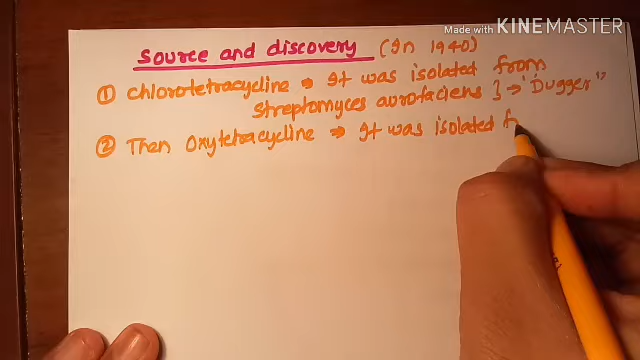 Made with KINEMASTER
Source and discovery (In 1940)
① Chlorotetracycline → It was isolated from
Streptomyces aurofaciens } → "Dugger"
② Then Oxytetracycline → It was isolated f